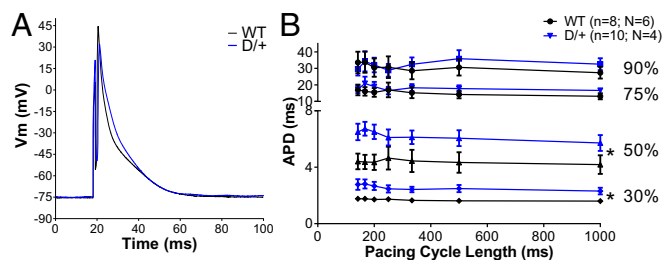 A
WT
D/+
45
30
15
0
-15
-30
-45
-60
-75
-90
Vm (mV)
0 20 40 60 80 100
Time (ms)
B
WT (n=8; N=6)
D/+ (n=10; N=4)
50
40
30
20
10
8
4
0
APD (ms)
90%
75%
* 50%
* 30%
0 200 400 600 800 1000
Pacing Cycle Length (ms)